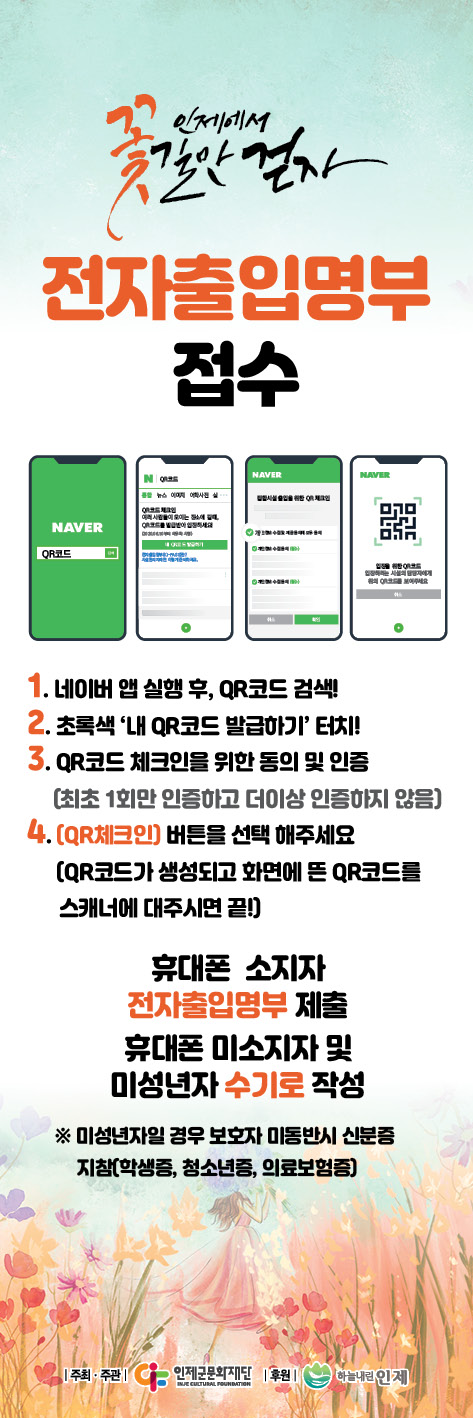 인제에서
꽃길만 걷자
전자출입명부
접수
NAVER
QR코드
N QR코드
통합 뉴스 이미지 어학사전
QR코드 체크인
내 QR코드 발급하기
NAVER
집합시설 출입을 위한 QR 체크인
취소 확인
NAVER
입장을 위한 QR코드
취소
1. 네이버 앱 실행 후, QR코드 검색!
2. 초록색 ‘내 QR코드 발급하기’ 터치!
3. QR코드 체크인을 위한 동의 및 인증
(최초 1회만 인증하고 더이상 인증하지 않음)
4. (QR체크인) 버튼을 선택 해주세요
(QR코드가 생성되고 화면에 뜬 QR코드를
스캐너에 대주시면 끝!)
휴대폰 소지자
전자출입명부 제출
휴대폰 미소지자 및
미성년자 수기로 작성
※ 미성년자일 경우 보호자 미동반시 신분증
지참(학생증, 청소년증, 의료보험증)
| 주최·주관 | 인제군문화재단 | 후원 | 하늘내린 인제
INJE CULTURAL FOUNDATION